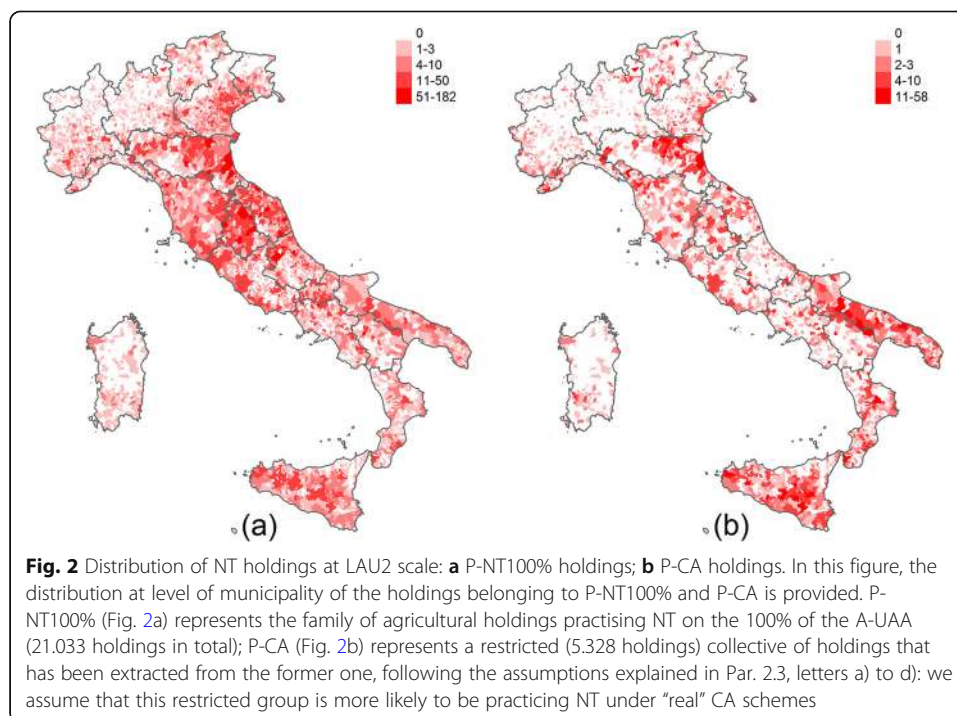 0
1-3
4-10
11-50
51-182
0
1
2-3
4-10
11-58
(a)
(b)
Fig. 2 Distribution of NT holdings at LAU2 scale: a P-NT100% holdings; b P-CA holdings. In this figure, the
distribution at level of municipality of the holdings belonging to P-NT100% and P-CA is provided. P-
NT100% (Fig. 2a) represents the family of agricultural holdings practising NT on the 100% of the A-UAA
(21.033 holdings in total); P-CA (Fig. 2b) represents a restricted (5.328 holdings) collective of holdings that
has been extracted from the former one, following the assumptions explained in Par. 2.3, letters a) to d): we
assume that this restricted group is more likely to be practicing NT under “real” CA schemes